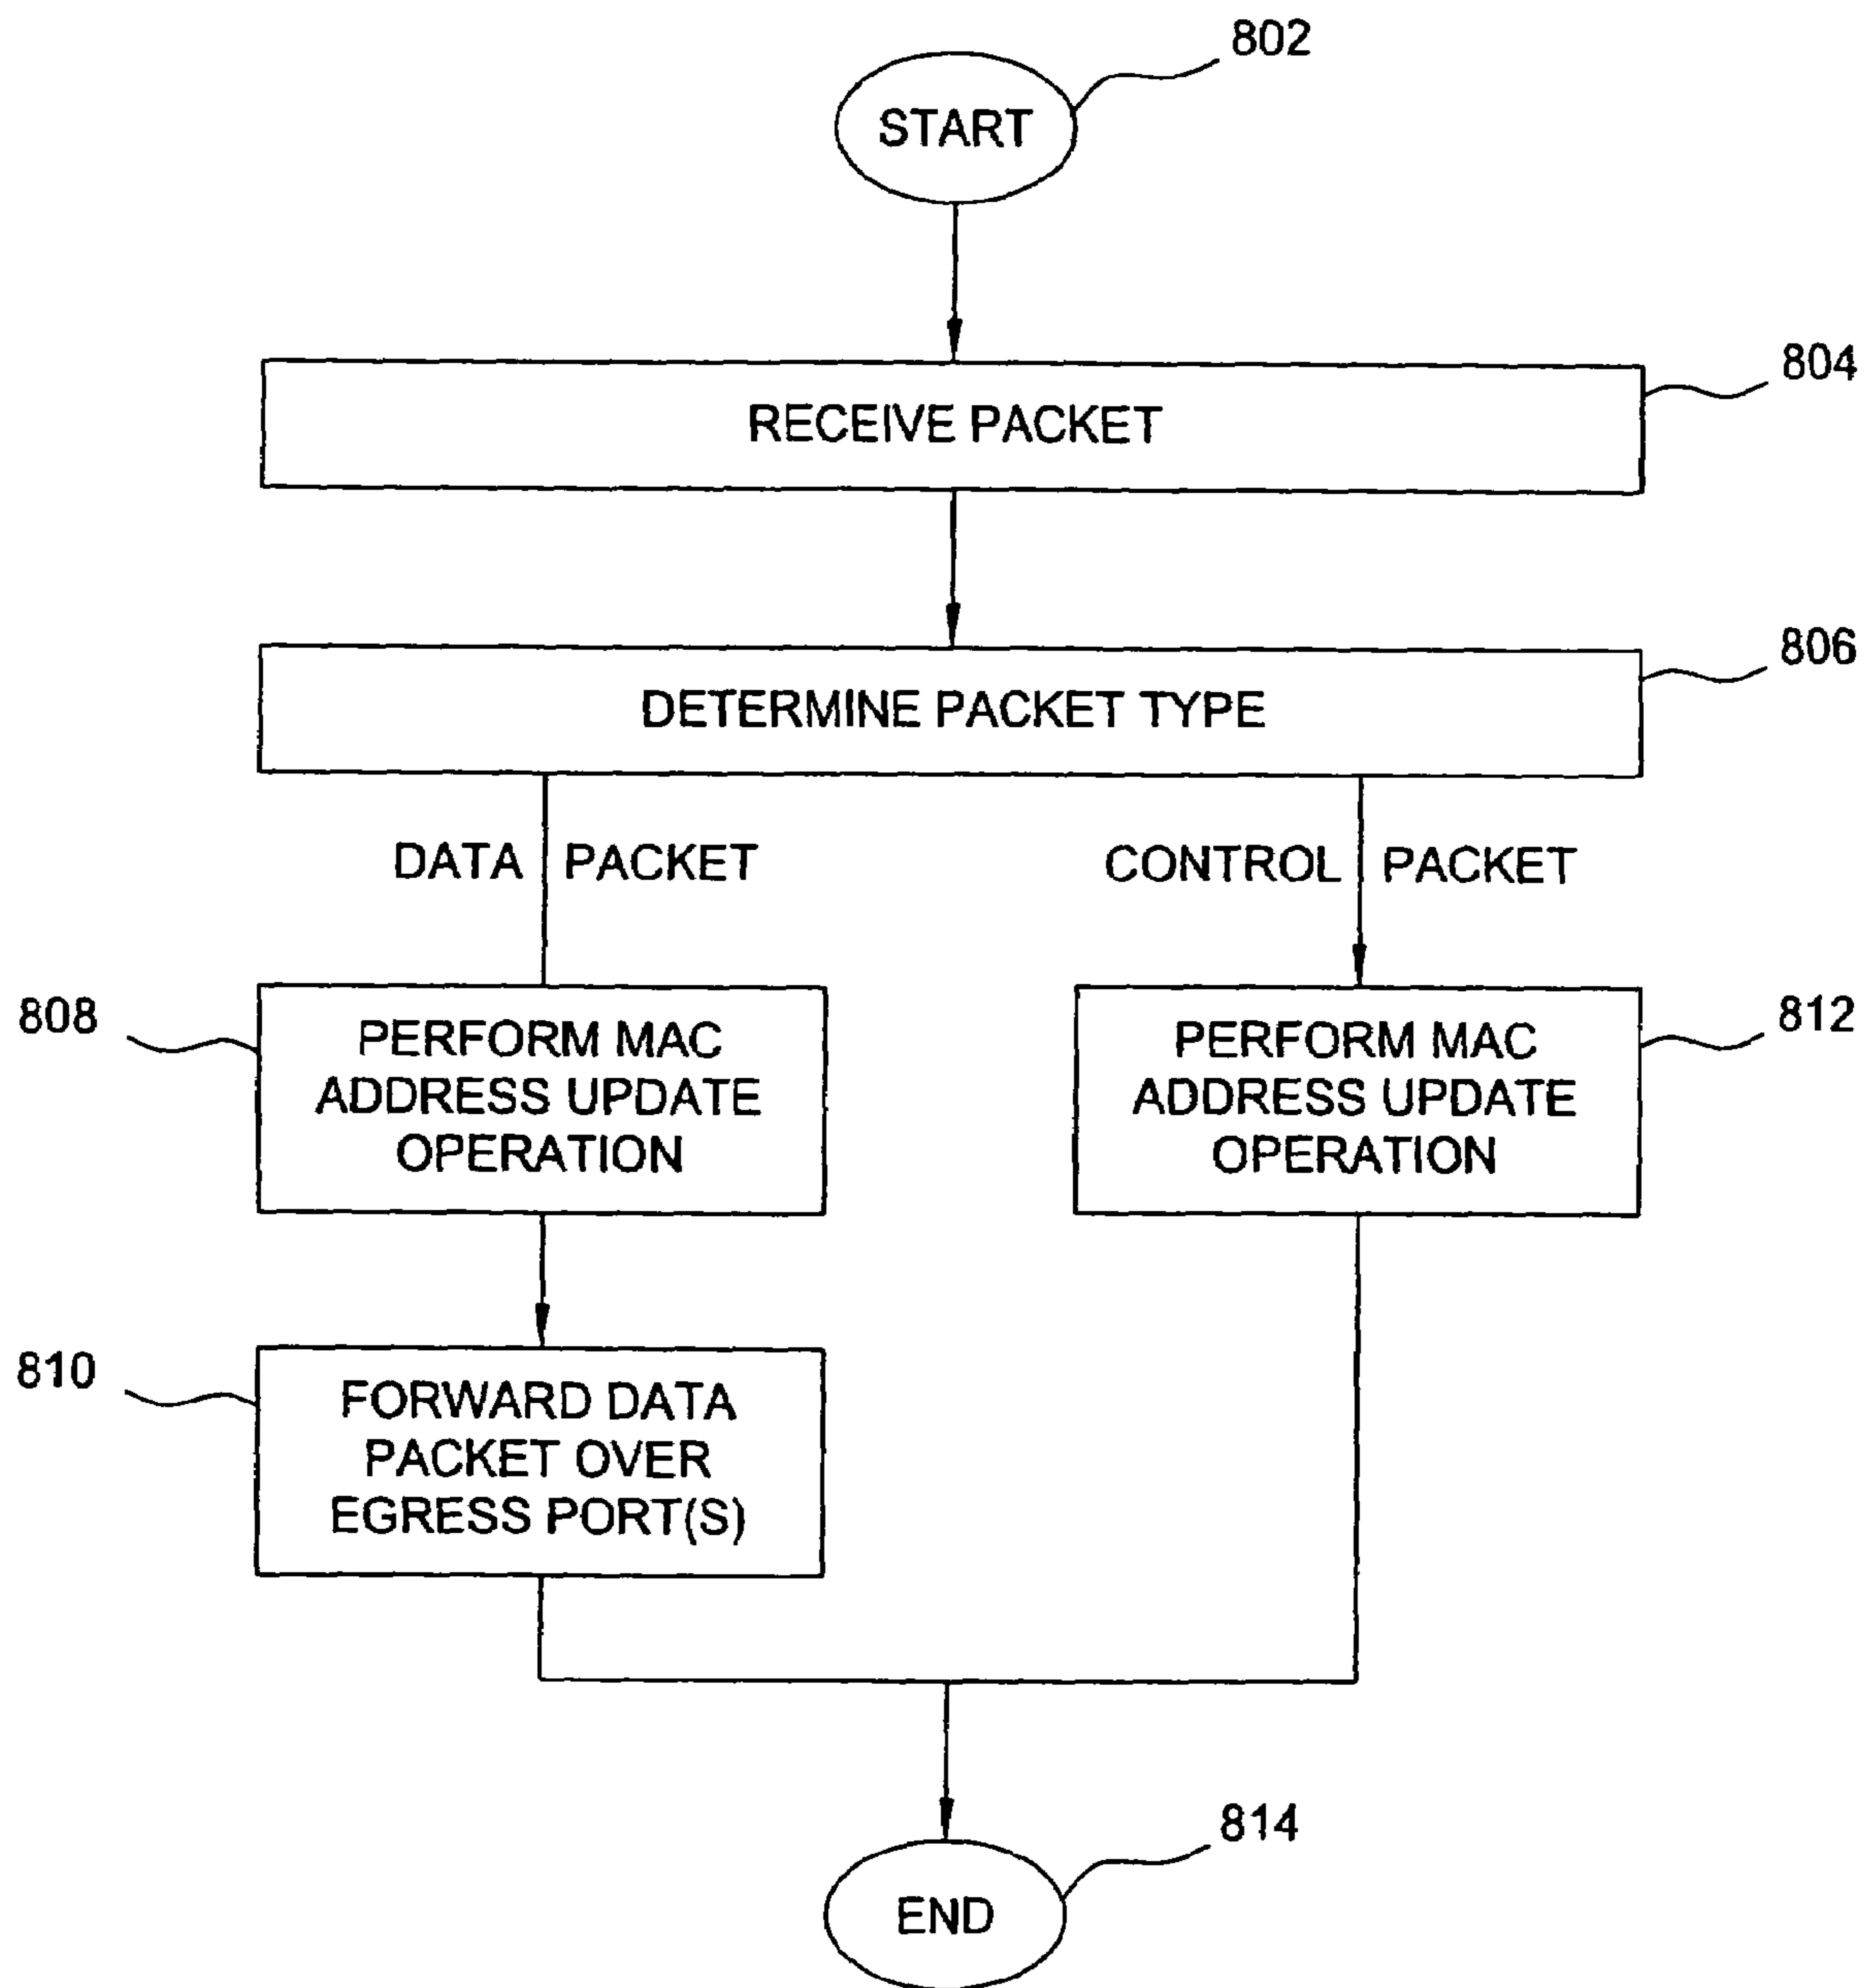 802
START
804
RECEIVE PACKET
806
DETERMINE PACKET TYPE
DATA PACKET
CONTROL PACKET
808
PERFORM MAC
ADDRESS UPDATE
OPERATION
812
PERFORM MAC
ADDRESS UPDATE
OPERATION
810
FORWARD DATA
PACKET OVER
EGRESS PORT(S)
814
END